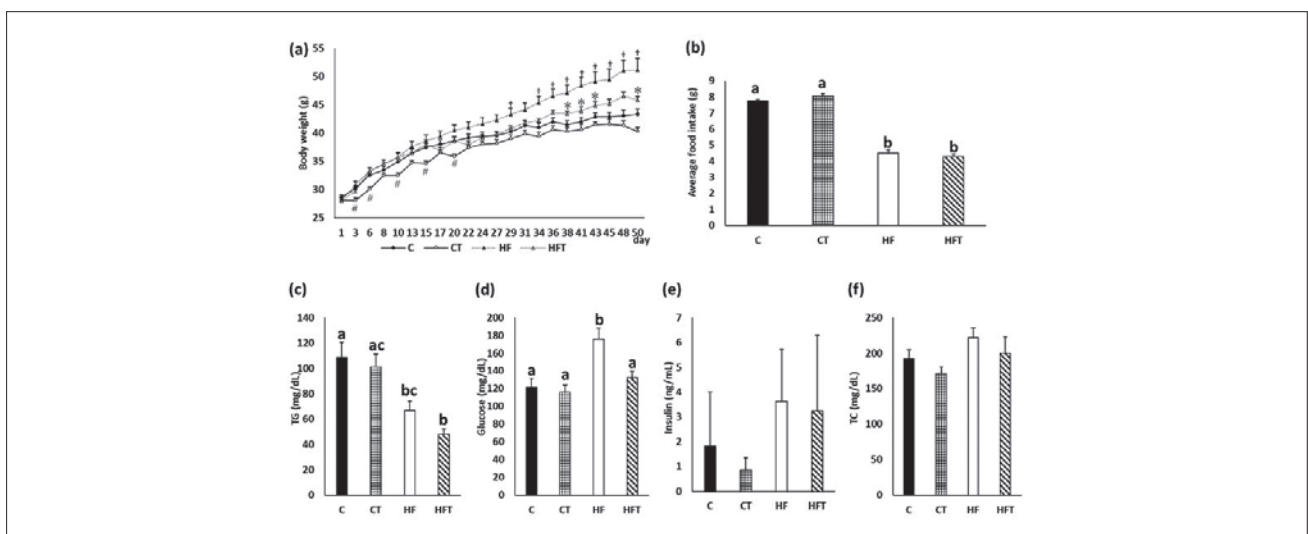 (a)
55
50
45
40
35
30
25
Body weight (g)
† † † † † † † † †
* * * *
# # # # #
1 3 6 8 10 13 15 17 20 22 24 27 29 31 34 36 38 41 43 45 48 50
day
C CT HF HFT
(b)
9
8
7
6
5
4
3
2
1
0
Average food intake (g)
a a b b
C CT HF HFT
(c)
140
120
100
80
60
40
20
0
TG (mg/dL)
a ac bc b
C CT HF HFT
(d)
200
180
160
140
120
100
80
60
40
20
0
Glucose (mg/dL)
a a b a
C CT HF HFT
(e)
7
6
5
4
3
2
1
0
Insulin (ng/mL)
C CT HF HFT
(f)
250
200
150
100
50
0
TC (mg/dL)
C CT HF HFT